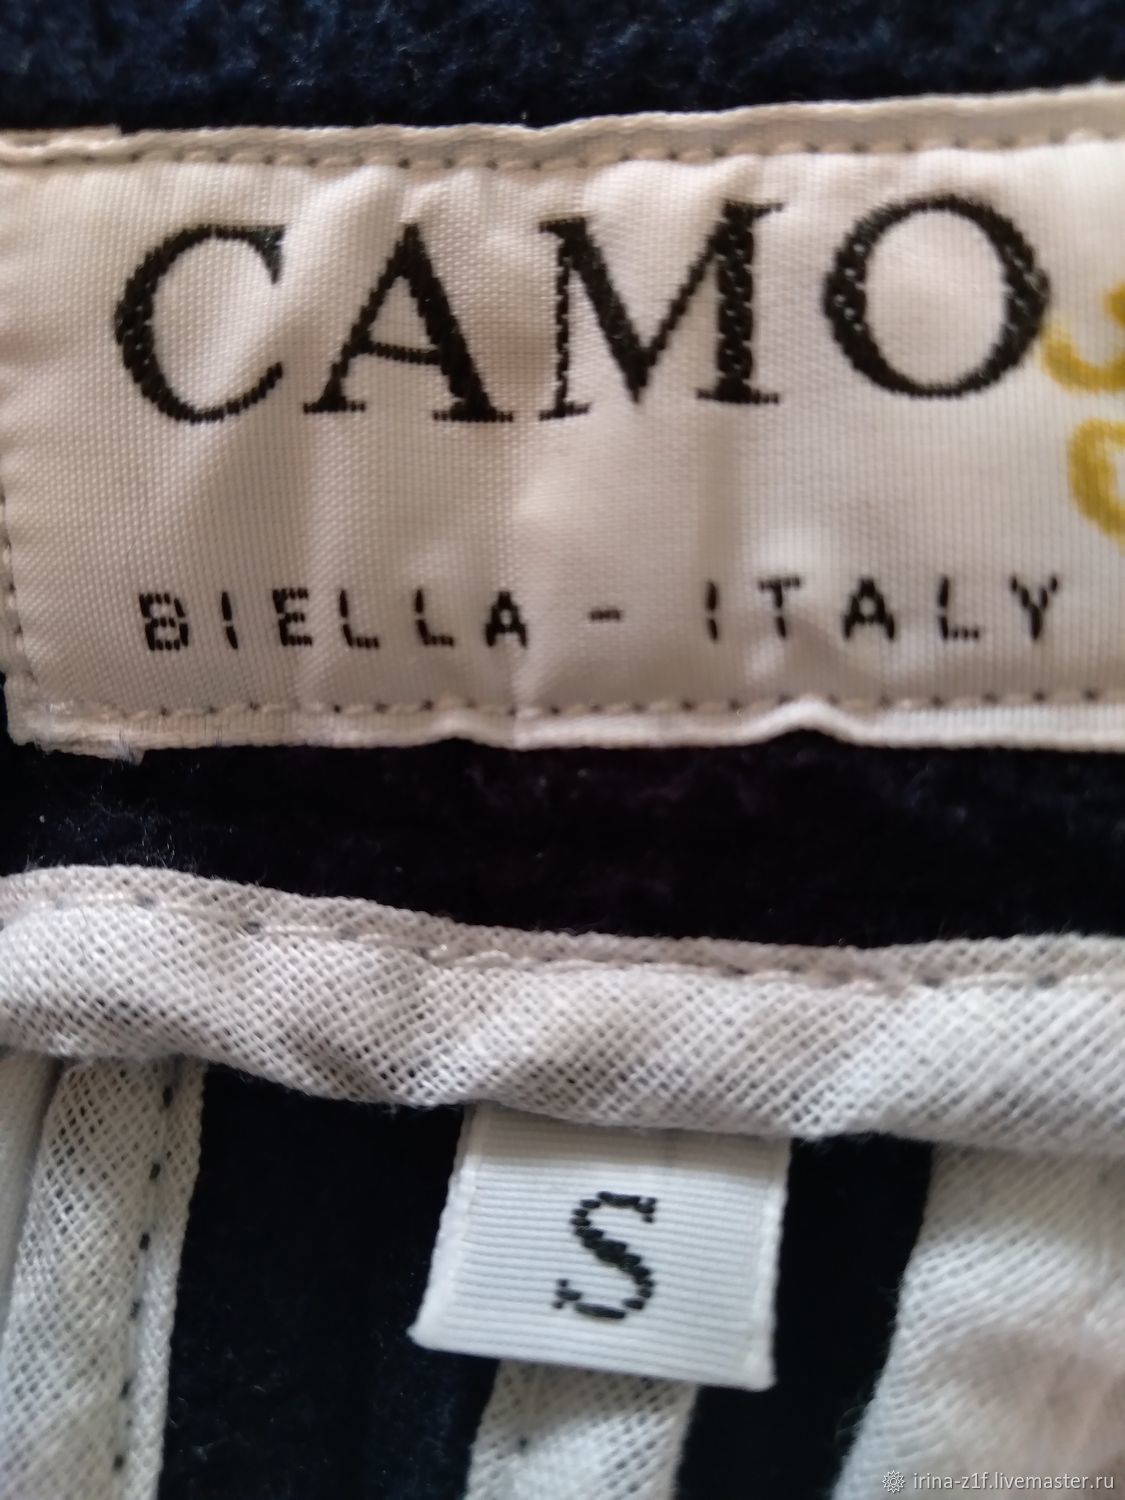 CAMO
BIELLA - ITALY
S
irina-z1f.livemaster.ru